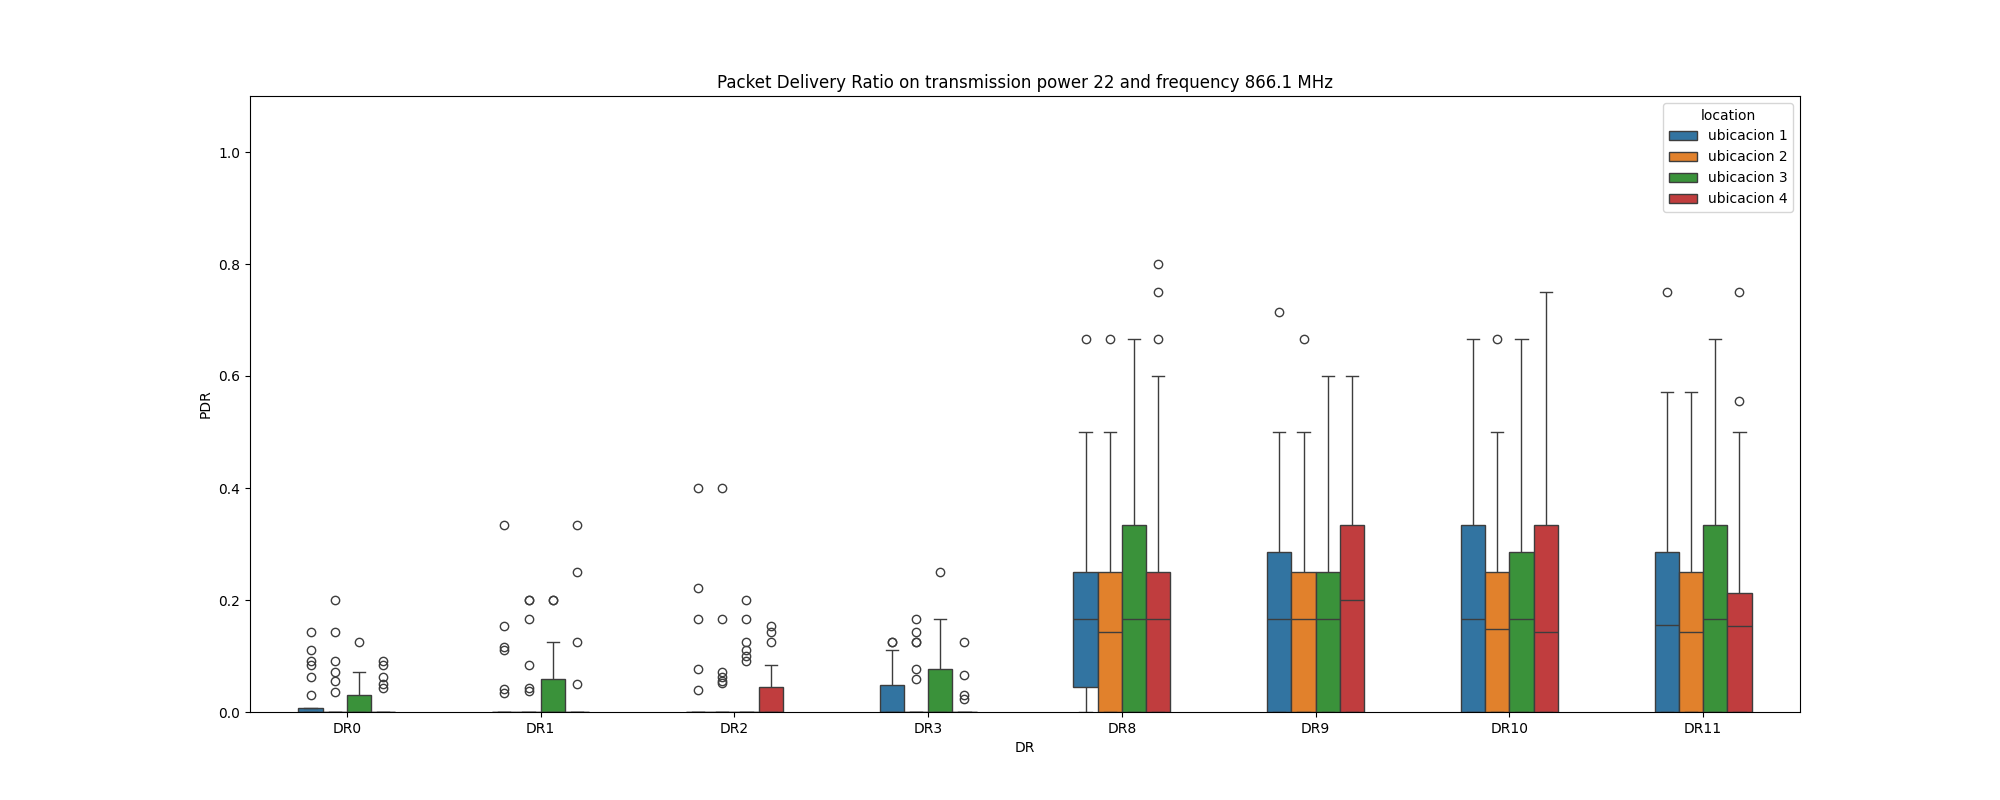 Packet Delivery Ratio on transmission power 22 and frequency 866.1 MHz
location
ubicacion 1
ubicacion 2
ubicacion 3
ubicacion 4
1.0
0.8
0.6
0.4
0.2
0.0
PDR
DR0 DR1 DR2 DR3 DR8 DR9 DR10 DR11
DR